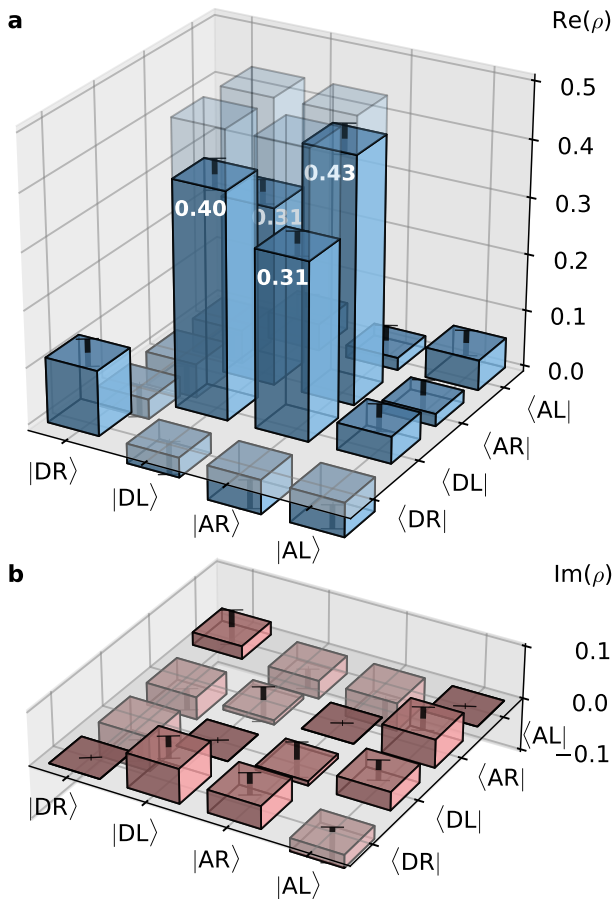 a
Re(ρ)
0.5
0.4
0.3
0.2
0.1
0.0
0.43
0.40
0.31
0.31
⟨AL|
⟨AR|
⟨DL|
⟨DR|
|DR⟩
|DL⟩
|AR⟩
|AL⟩
b
Im(ρ)
0.1
0.0
−0.1
⟨AL|
⟨AR|
⟨DL|
⟨DR|
|DR⟩
|DL⟩
|AR⟩
|AL⟩